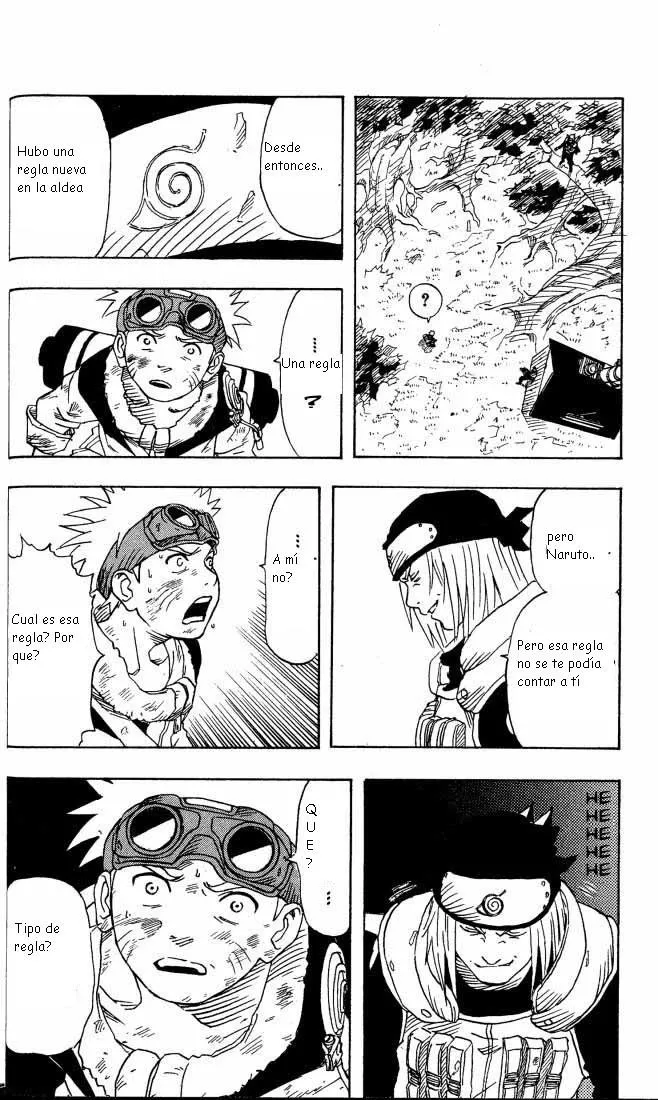 ?
Desde
entonces..
Hubo una
regla nueva
en la aldea
...
Una regla
?
pero
Naruto..
Pero esa regla
no se te podía
contar a tí
...
A mí
no?
Cual es esa
regla? Por
que?
HE
HE
HE
HE
HE
Q
U
E
?
...
Tipo de
regla?